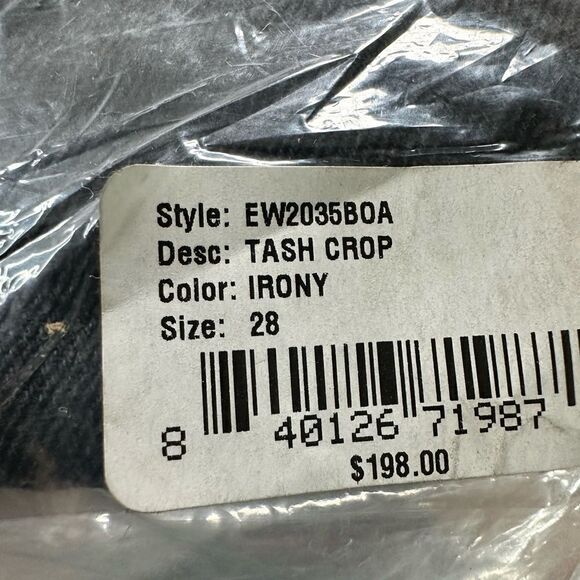 Style: EW2035BOA
Desc: TASH CROP
Color: IRONY
Size: 28
8 40126 71987
$198.00